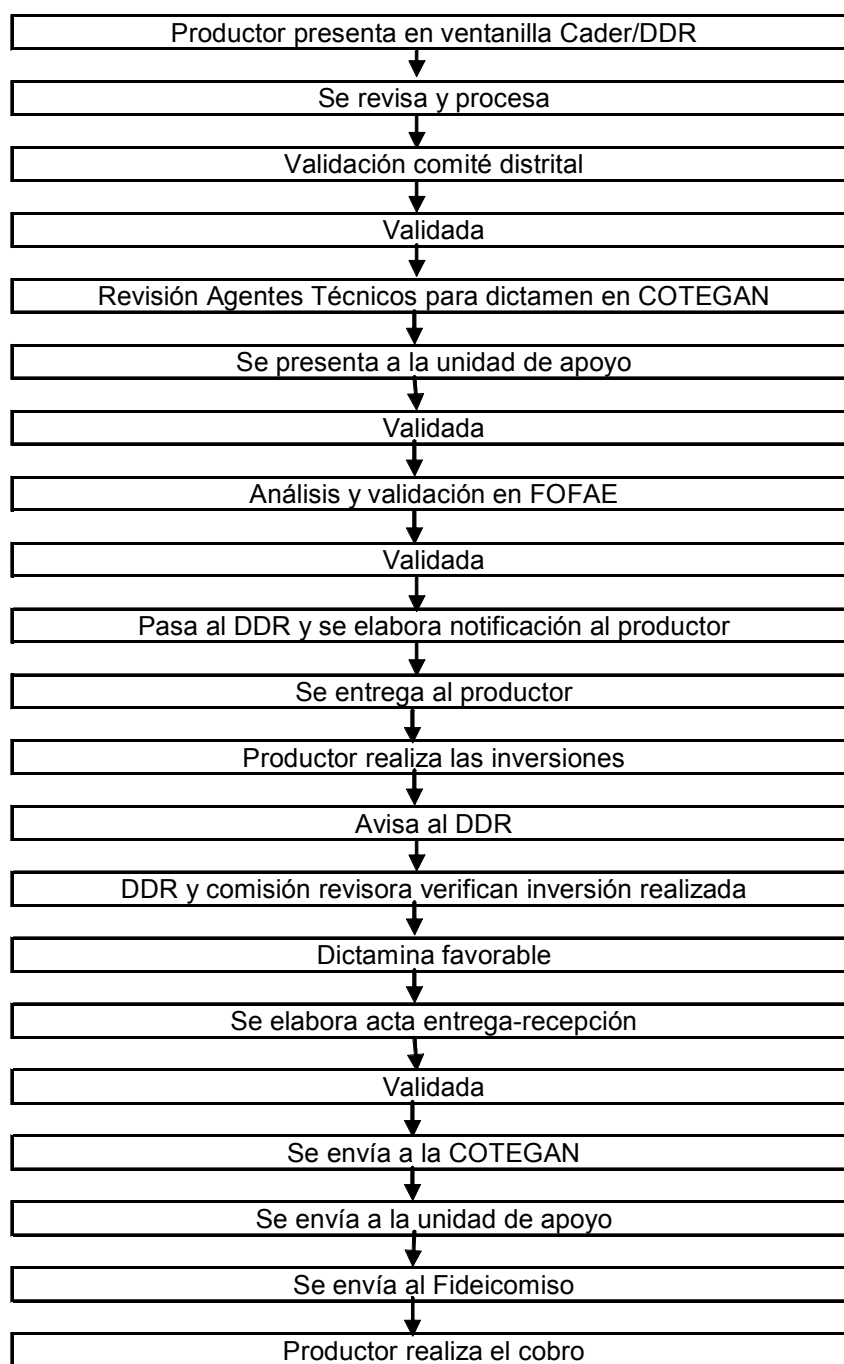 Productor presenta en ventanilla Cader/DDR
Se revisa y procesa
Validación comité distrital
Validada
Revisión Agentes Técnicos para dictamen en COTEGAN
Se presenta a la unidad de apoyo
Validada
Análisis y validación en FOFAE
Validada
Pasa al DDR y se elabora notificación al productor
Se entrega al productor
Productor realiza las inversiones
Avisa al DDR
DDR y comisión revisora verifican inversión realizada
Dictamina favorable
Se elabora acta entrega-recepción
Validada
Se envía a la COTEGAN
Se envía a la unidad de apoyo
Se envía al Fideicomiso
Productor realiza el cobro